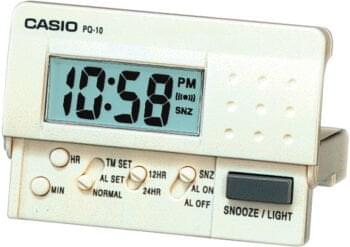 CASIO PQ-10
10:58 PM
SNZ
HR TM SET 12HR SNZ
AL SET AL ON
MIN NORMAL 24HR AL OFF
SNOOZE / LIGHT